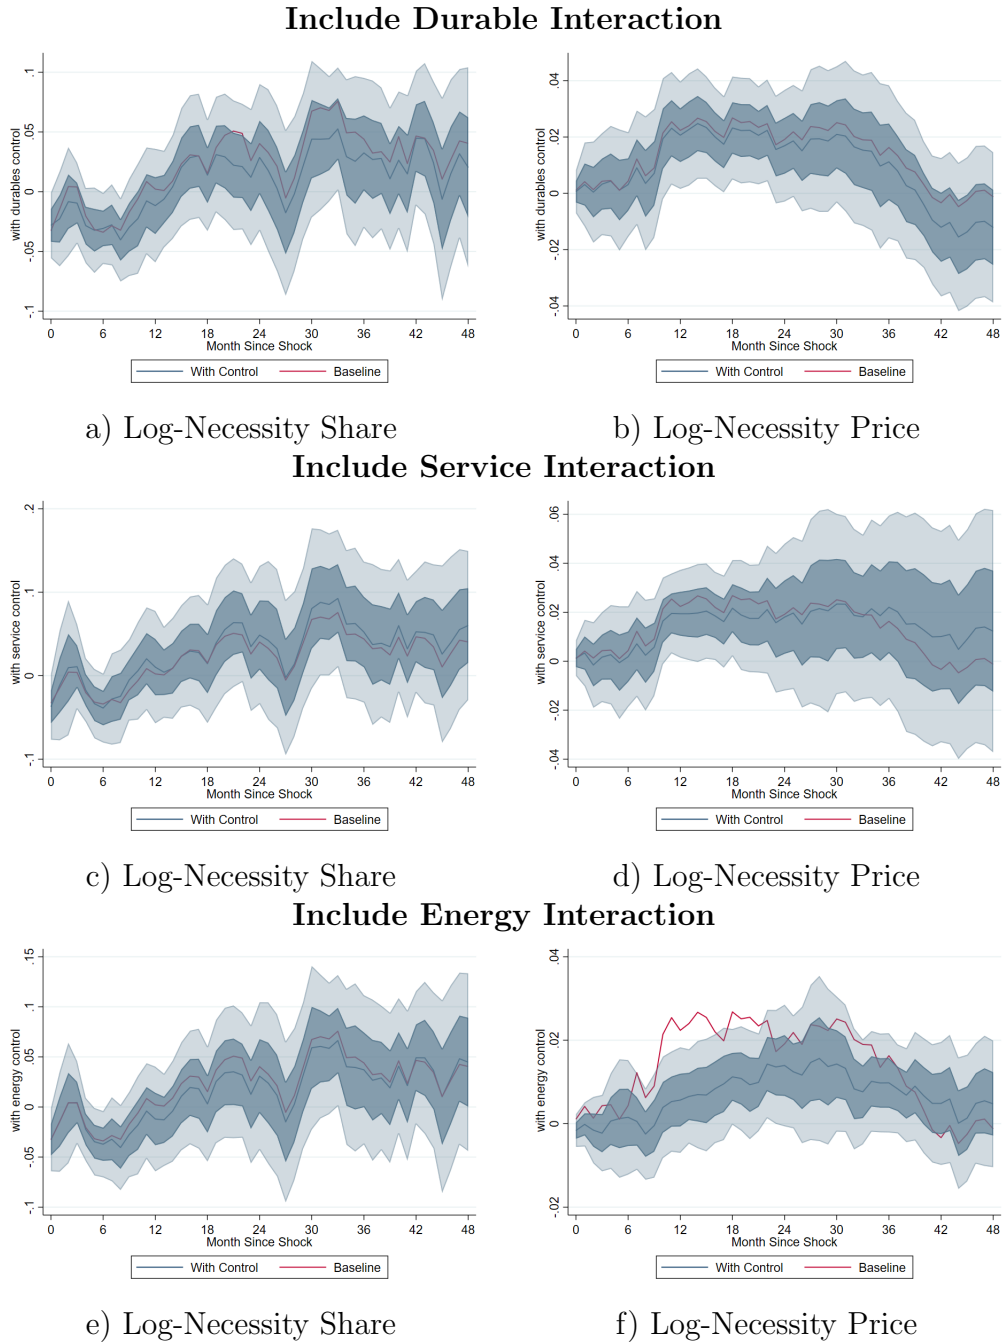 Include Durable Interaction
with durables control
.1
.05
0
-.05
-.1
0 6 12 18 24 30 36 42 48
Month Since Shock
With Control Baseline
with durables control
.04
.02
0
-.02
-.04
0 6 12 18 24 30 36 42 48
Month Since Shock
With Control Baseline
a) Log-Necessity Share
b) Log-Necessity Price
Include Service Interaction
with service control
.2
.1
0
-.1
0 6 12 18 24 30 36 42 48
Month Since Shock
With Control Baseline
with service control
.06
.04
.02
0
-.02
-.04
0 6 12 18 24 30 36 42 48
Month Since Shock
With Control Baseline
c) Log-Necessity Share
d) Log-Necessity Price
Include Energy Interaction
with energy control
.15
.1
.05
0
-.05
-.1
0 6 12 18 24 30 36 42 48
Month Since Shock
With Control Baseline
with energy control
.04
.02
0
-.02
0 6 12 18 24 30 36 42 48
Month Since Shock
With Control Baseline
e) Log-Necessity Share
f) Log-Necessity Price